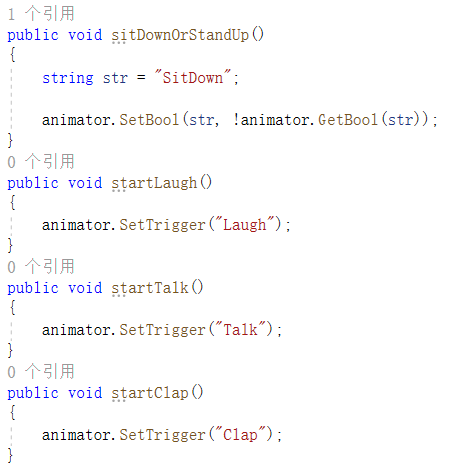 1 个引用
public void sitDownOrStandUp()
{
    string str = "SitDown";
    animator.SetBool(str, !animator.GetBool(str));
}
0 个引用
public void startLaugh()
{
    animator.SetTrigger("Laugh");
}
0 个引用
public void startTalk()
{
    animator.SetTrigger("Talk");
}
0 个引用
public void startClap()
{
    animator.SetTrigger("Clap");
}